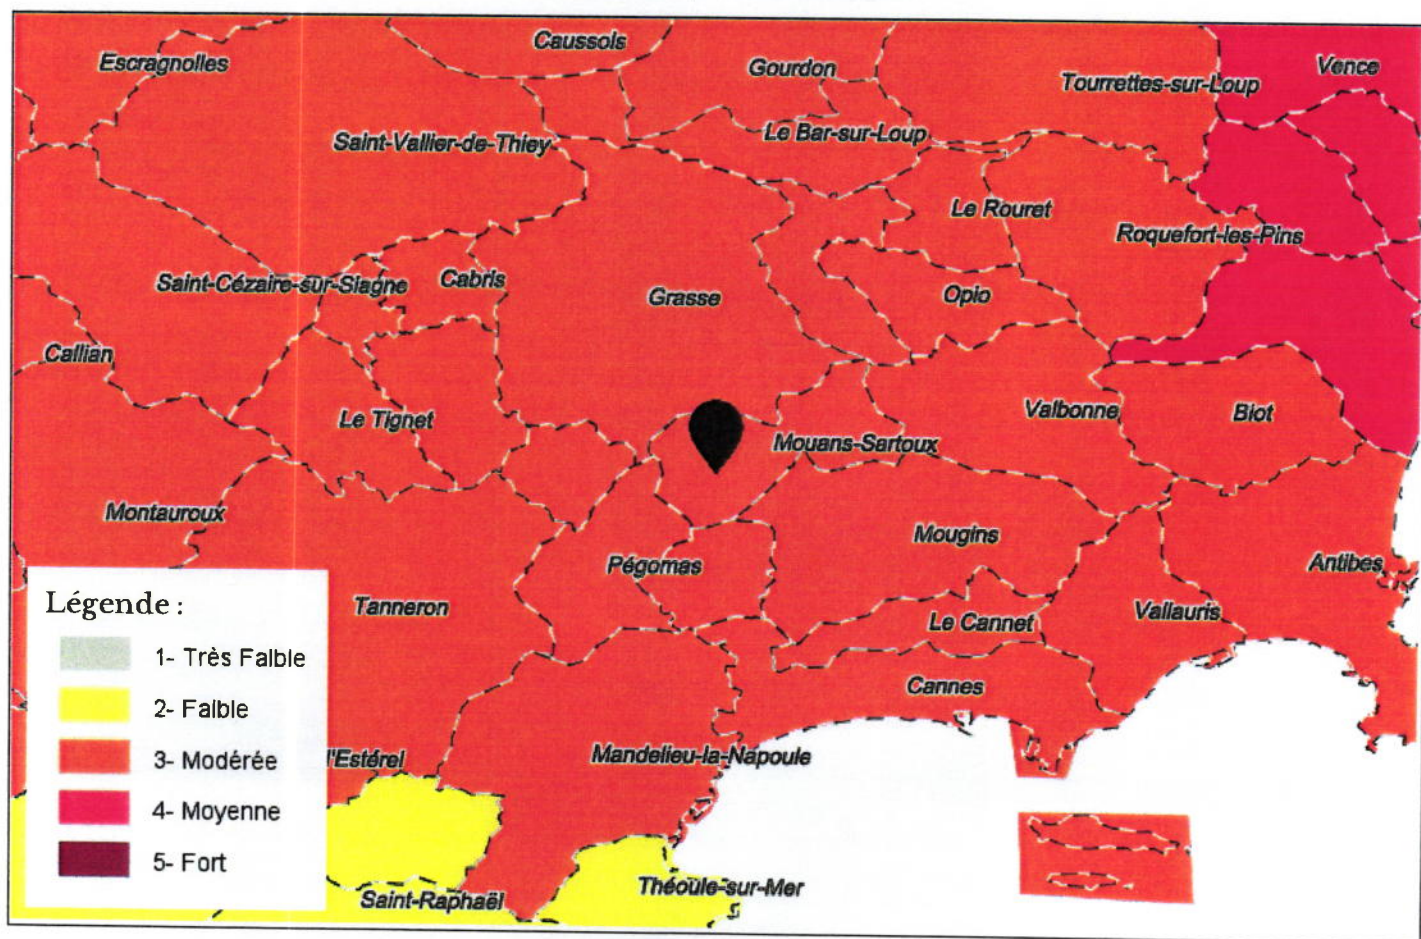 Caussols
Escragnolles
Gourdon
Vence
Tourrettes-sur-Loup
Le Bar-sur-Loup
Saint-Vallier-de-Thiey
Le Rouret
Roquefort-les-Pins
Saint-Cézaire-sur-Siagne
Cabris
Grasse
Opio
Callian
Le Tignet
Valbonne
Biot
Mouans-Sartoux
Montauroux
Mougins
Pégomas
Antibes
Tanneron
Le Cannet
Vallauris
Cannes
l'Estérel
Mandelieu-la-Napoule
Saint-Raphaël
Théoule-sur-Mer
Légende :
1- Très Faible
2- Faible
3- Modérée
4- Moyenne
5- Fort